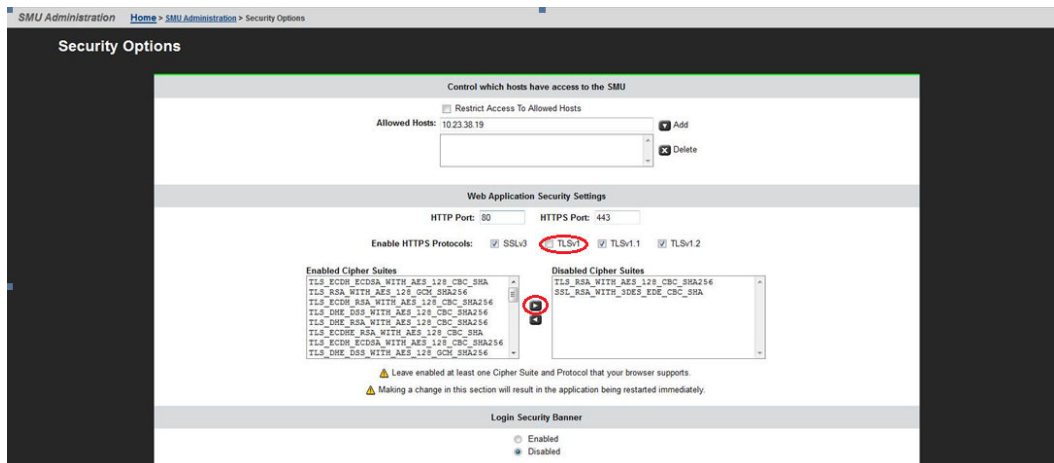 SMU Administration Home > SMU Administration > Security Options
Security Options
Control which hosts have access to the SMU
Restrict Access To Allowed Hosts
Allowed Hosts: 10.23.38.19 Add
Delete
Web Application Security Settings
HTTP Port: 80 HTTPS Port: 443
Enable HTTPS Protocols: SSLv3 TLSv1 TLSv1.1 TLSv1.2
Enabled Cipher Suites Disabled Cipher Suites
TLS_ECDH_ECDSA_WITH_AES_128_CBC_SHA TLS_RSA_WITH_AES_128_CBC_SHA256
TLS_RSA_WITH_AES_128_GCM_SHA256 SSL_RSA_WITH_3DES_EDE_CBC_SHA
TLS_ECDH_RSA_WITH_AES_128_CBC_SHA256
TLS_DHE_DSS_WITH_AES_128_CBC_SHA256
TLS_DHE_RSA_WITH_AES_128_CBC_SHA256
TLS_ECDHE_RSA_WITH_AES_128_CBC_SHA
TLS_ECDH_ECDSA_WITH_AES_128_CBC_SHA256
TLS_DHE_DSS_WITH_AES_128_GCM_SHA256
Leave enabled at least one Cipher Suite and Protocol that your browser supports.
Making a change in this section will result in the application being restarted immediately.
Login Security Banner
Enabled
Disabled